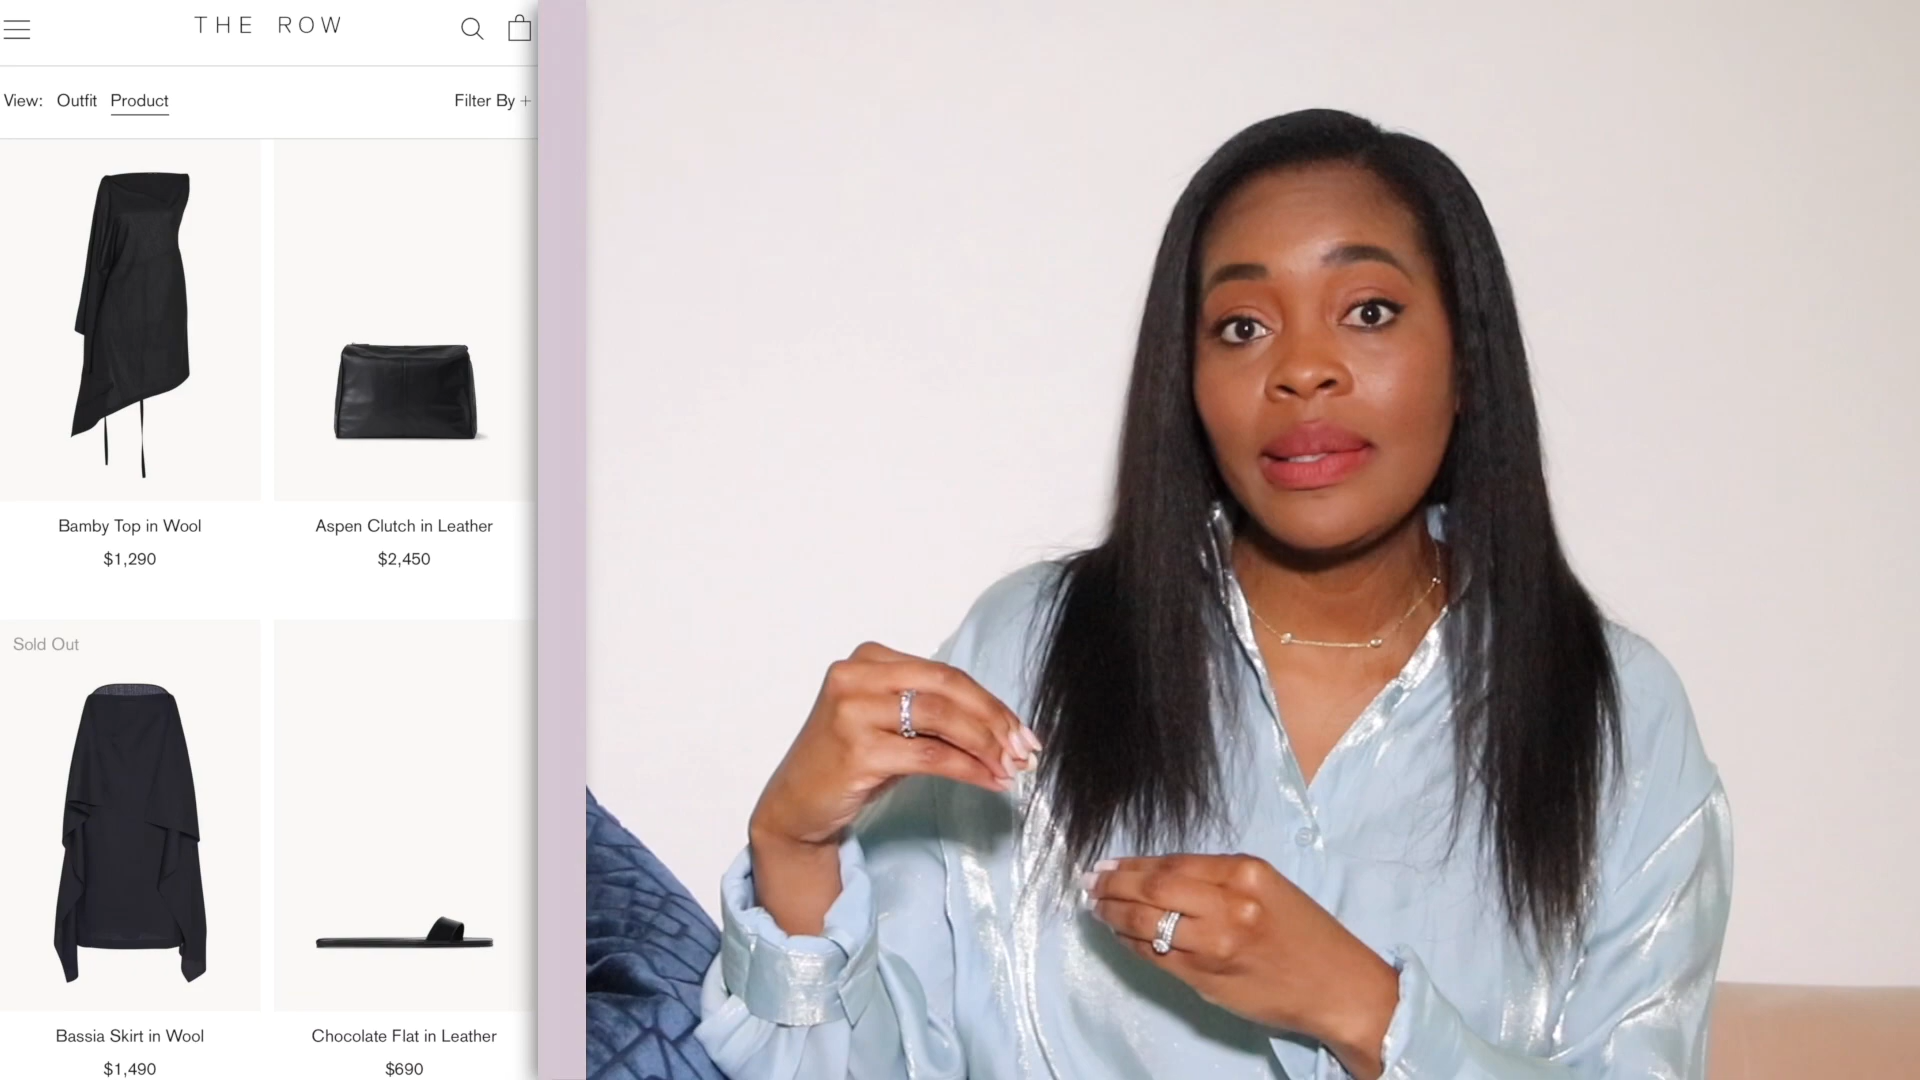 THE ROW
View: Outfit Product Filter By +
Bamby Top in Wool
$1,290
Aspen Clutch in Leather
$2,450
Sold Out
Bassia Skirt in Wool
$1,490
Chocolate Flat in Leather
$690